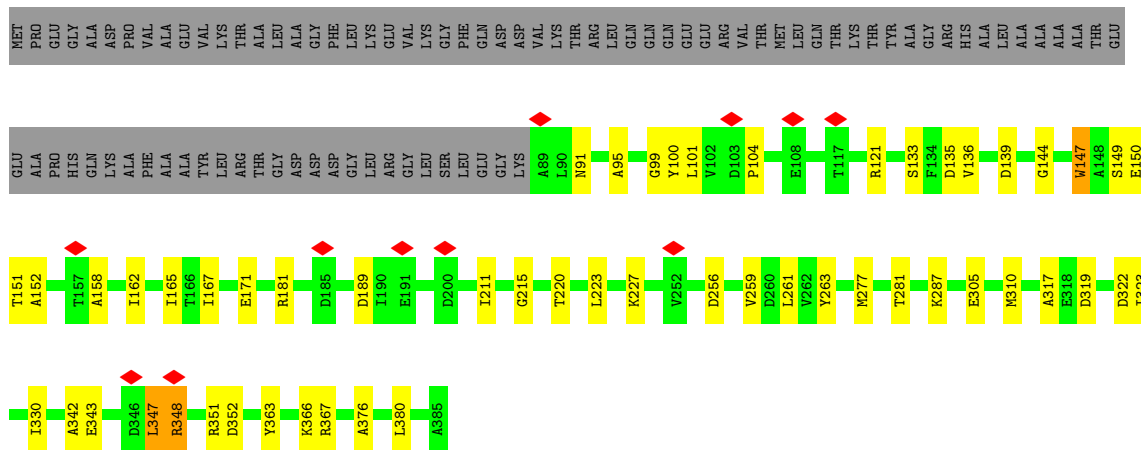 MET PRO GLU GLY ALA ASP PRO VAL ALA GLU VAL LYS THR ALA LEU ALA GLY PHE LEU LYS GLU VAL LYS GLY PHE GLN ASP ASP VAL LYS THR ARG LEU GLN GLN GLN GLU GLU ARG VAL THR MET LEU GLN THR LYS THR TYR ALA GLY ARG HIS ALA LEU ALA ALA ALA ALA THR GLU
GLU ALA PRO HIS GLN LYS ALA PHE ALA ALA TYR LEU ARG THR GLY ASP ASP ASP GLY LEU ARG GLY LEU SER LEU GLU GLY LYS A89 L90 N91 A95 G99 Y100 L101 V102 D103 P104 E108 T117 R121 S133 F134 D135 V136 D139 G144 W147 A148 S149 E150
T151 A152 T157 A158 I162 I165 T166 I167 E171 R181 D185 D189 I190 E191 D200 I211 G215 T220 L223 K227 V252 D256 V259 D260 L261 V262 Y263 M277 T281 K287 E305 M310 A317 E318 D319 D322 I323
I330 A342 E343 D346 L347 R348 R351 D352 Y363 K366 R367 A376 L380 A385